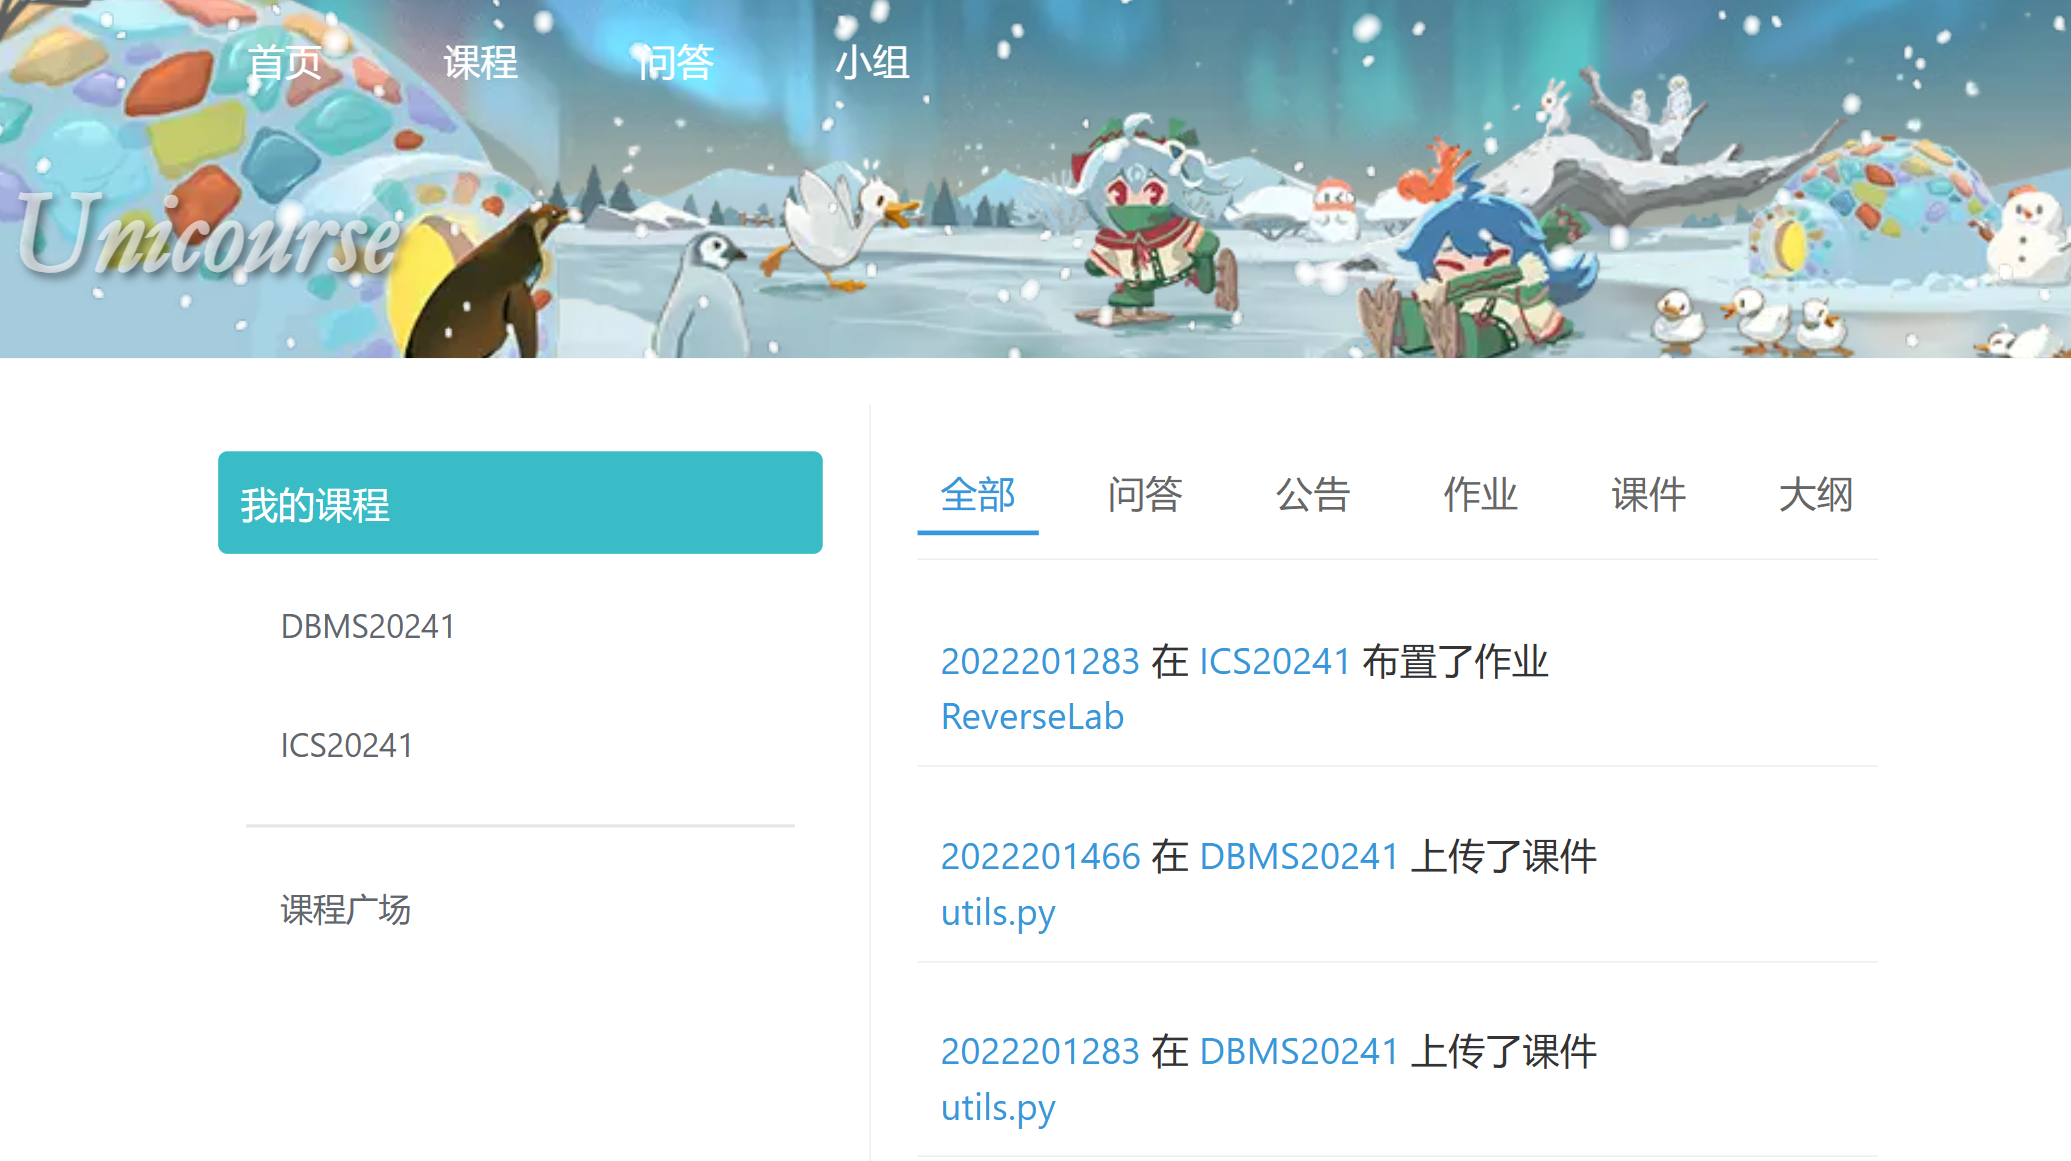 首页 课程 问答 小组
Unicourse
我的课程
DBMS20241
ICS20241
课程广场
全部 问答 公告 作业 课件 大纲
2022201283 在 ICS20241 布置了作业
ReverseLab
2022201466 在 DBMS20241 上传了课件
utils.py
2022201283 在 DBMS20241 上传了课件
utils.py